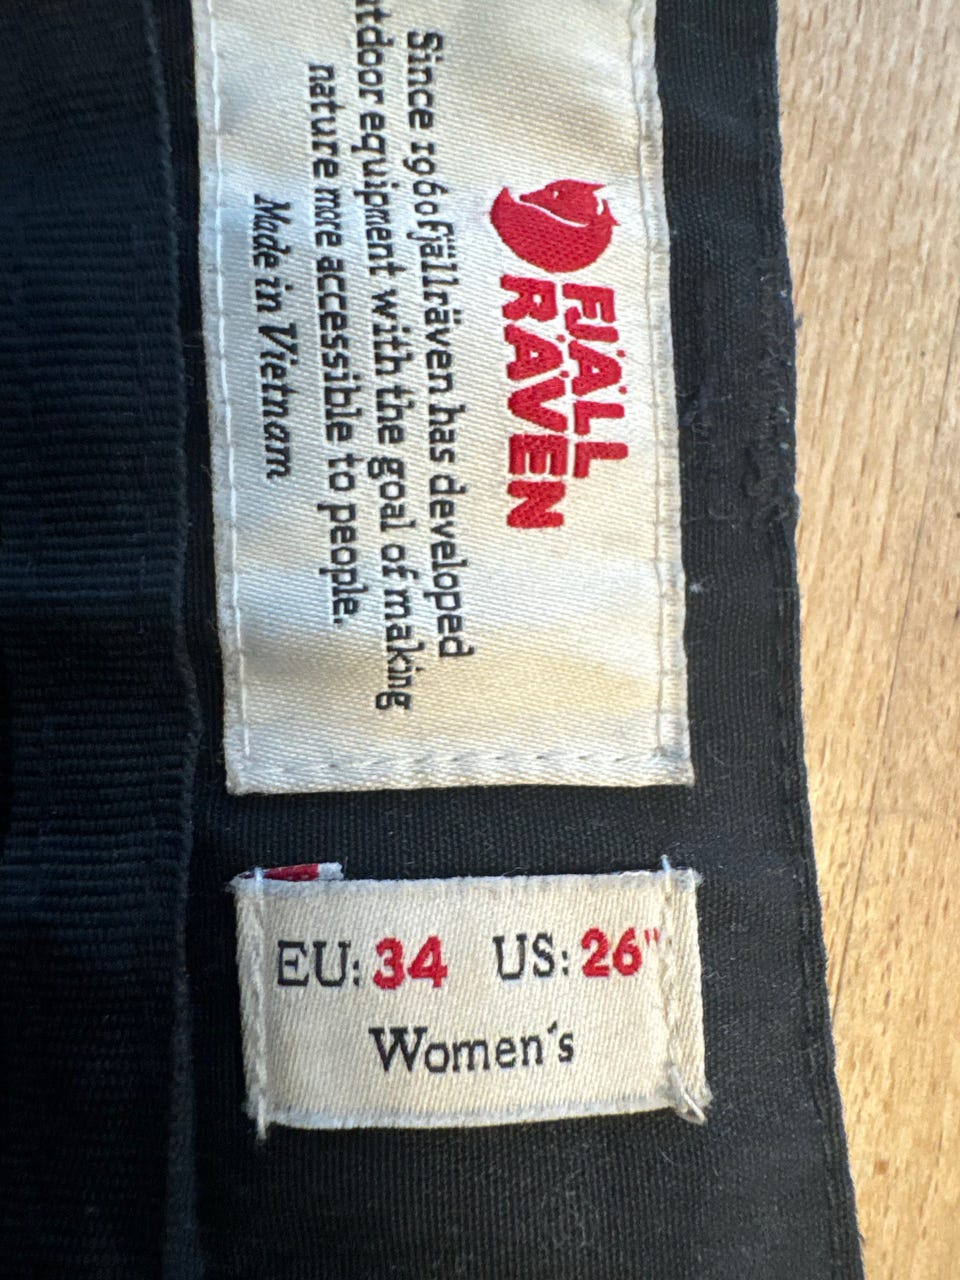 FJÄLL
RÄVEN
Since 1960 Fjällräven has developed
equipment with the goal of making
nature more accessible to people.
Made in Vietnam
EU: 34 US: 26"
Women's